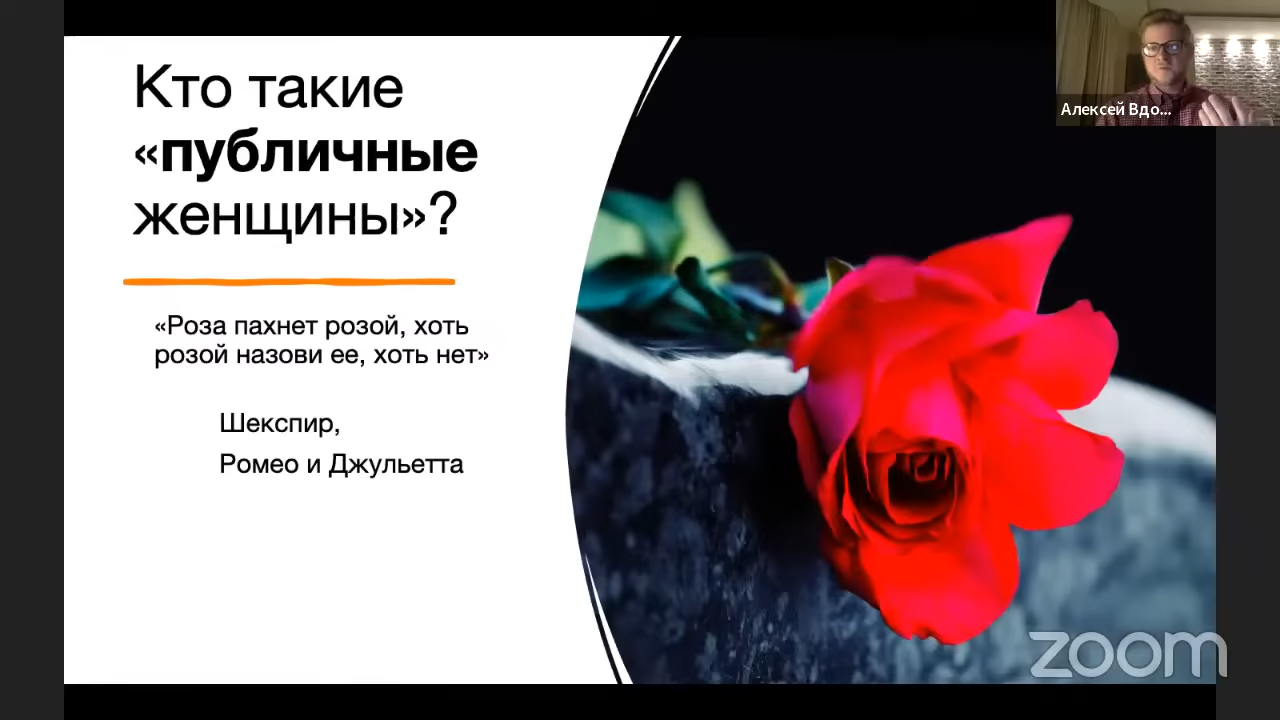 Кто такие
«публичные
женщины»?
«Роза пахнет розой, хоть
розой назови ее, хоть нет»
Шекспир,
Ромео и Джульетта
Алексей Вдо...
zoom